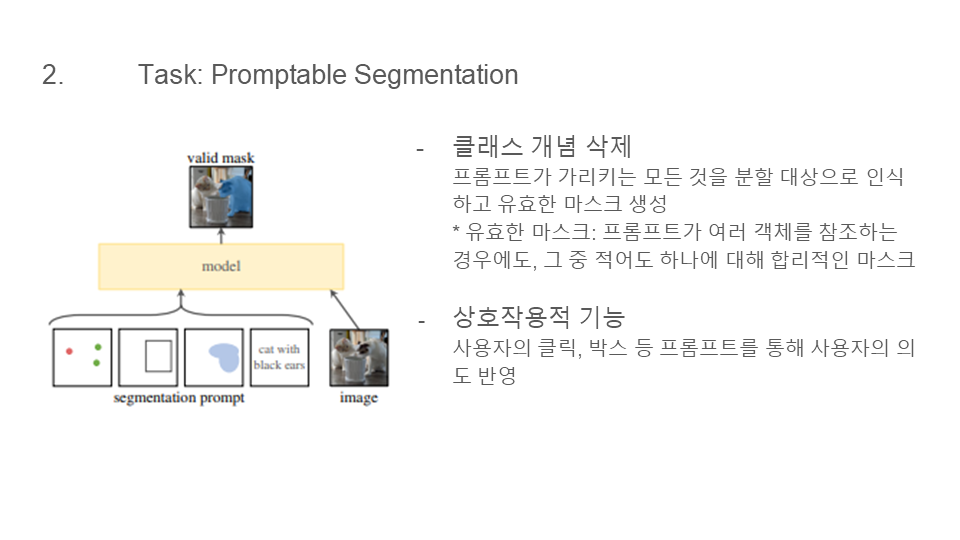 2. Task: Promptable Segmentation
valid mask
model
cat with
black ears
segmentation prompt
image
- 클래스 개념 삭제
프롬프트가 가리키는 모든 것을 분할 대상으로 인식
하고 유효한 마스크 생성
* 유효한 마스크: 프롬프트가 여러 객체를 참조하는
경우에도, 그 중 적어도 하나에 대해 합리적인 마스크
- 상호작용적 기능
사용자의 클릭, 박스 등 프롬프트를 통해 사용자의 의
도 반영